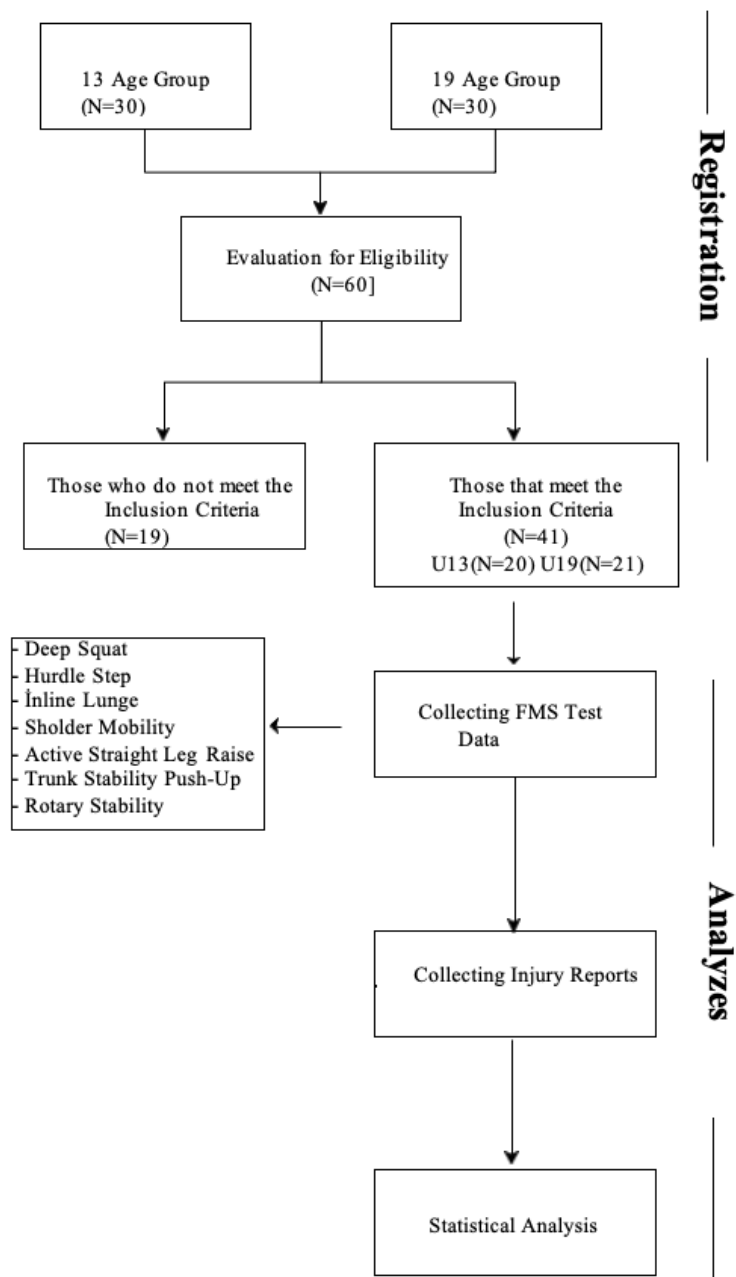 13 Age Group
(N=30)
19 Age Group
(N=30)
Registration
Evaluation for Eligibility
(N=60]
Those who do not meet the
Inclusion Criteria
(N=19)
Those that meet the
Inclusion Criteria
(N=41)
U13(N=20) U19(N=21)
- Deep Squat
- Hurdle Step
- İnline Lunge
- Sholder Mobility
- Active Straight Leg Raise
- Trunk Stability Push-Up
- Rotary Stability
Collecting FMS Test
Data
Analyzes
Collecting Injury Reports
Statistical Analysis